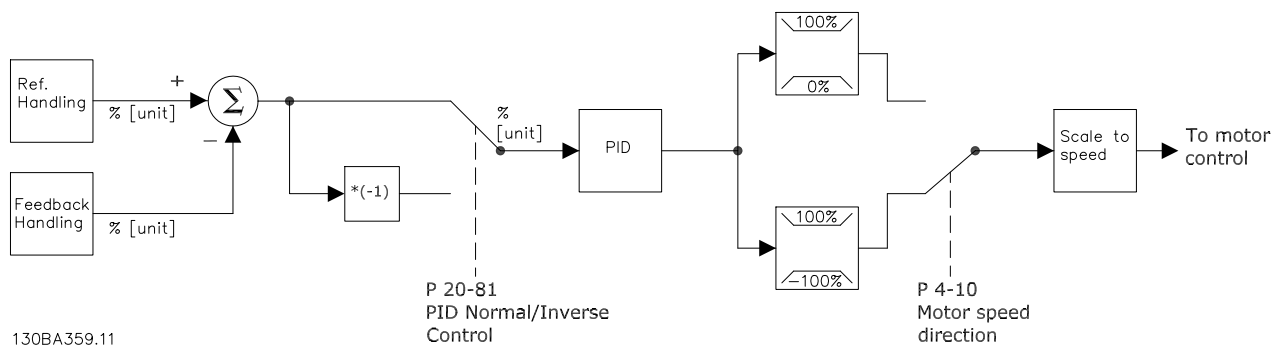 Ref.
Handling
+
% [unit]
Σ
−
Feedback
Handling
% [unit]
*(-1)
%
[unit]
PID
100%
0%
100%
-100%
Scale to
speed
To motor
control
P 20-81
PID Normal/Inverse
Control
P 4-10
Motor speed
direction
130BA359.11